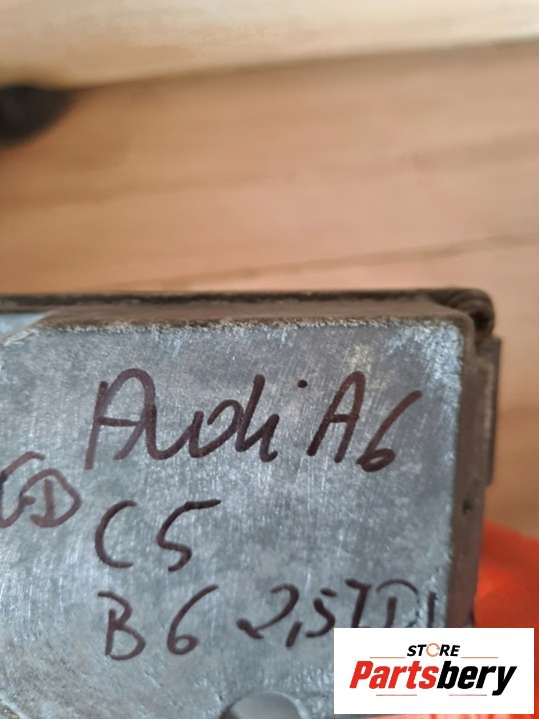 Audi A6
C5
B6 2,5TDI
STORE
Partsbery